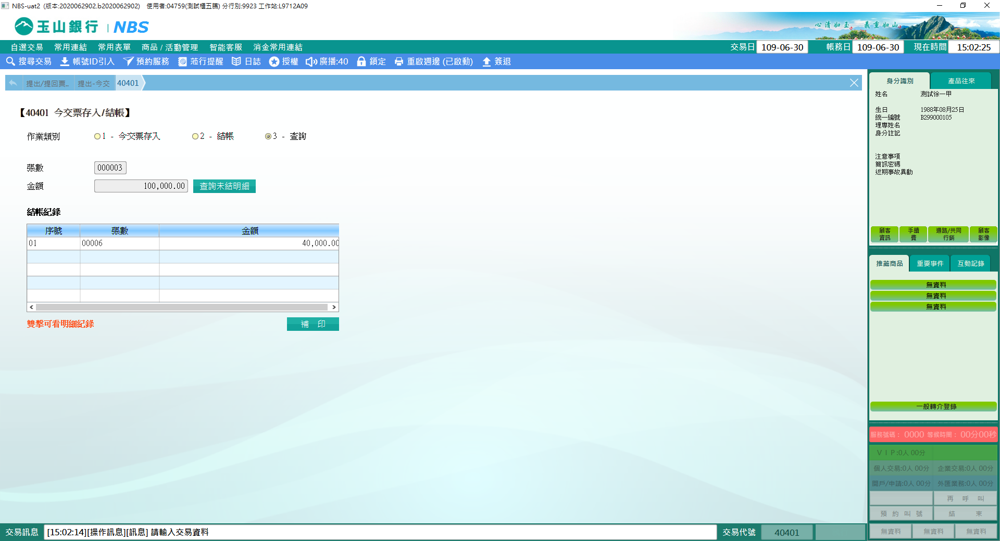 NBS-uat2 (版本:2020062902.b2020062902) 使用者:04759(測試櫃五騰) 分行別:9923 工作站:L9712A09
玉山銀行 | NBS
心清如玉 義重如山
自選交易 常用連結 常用表單 商品 / 活動管理 智能客服 消金常用連結 交易日 109-06-30 帳務日 109-06-30 現在時間 15:02:25
搜尋交易 帳號ID引入 預約服務 蒞行提醒 日誌 授權 廣播:40 鎖定 重啟週邊 (已啟動) 簽退
提出/提回票.. 提出-今交 40401
【40401 今交票存入/結帳】
作業類別 1 - 今交票存入 2 - 結帳 3 - 查詢
張數 000003
金額 100,000.00 查詢未結明細
結帳紀錄
序號 張數 金額
01 00006 40,000.00
雙擊可看明細紀錄 補 印
身分識別 產品往來
姓名 測試徐一甲
生日 1988年08月25日
統一編號 B299000105
理專姓名
身分註記
注意事項
簡訊密碼
近期事故異動
顧客資訊 手續費 通路/共同行銷 顧客影像
推薦商品 重要事件 互動記錄
無資料
無資料
無資料
一般轉介登錄
服務號碼: 0000 等候時間: 00分00秒
VIP:0人 00分
個人交易:0人 00分 企業交易:0人 00分
開戶/申請:0人 00分 外匯業務:0人 00分
再 呼 叫
預 約 叫 號 結 束
無資料 無資料 無資料
交易訊息 [15:02:14][操作訊息][訊息] 請輸入交易資料 交易代號 40401